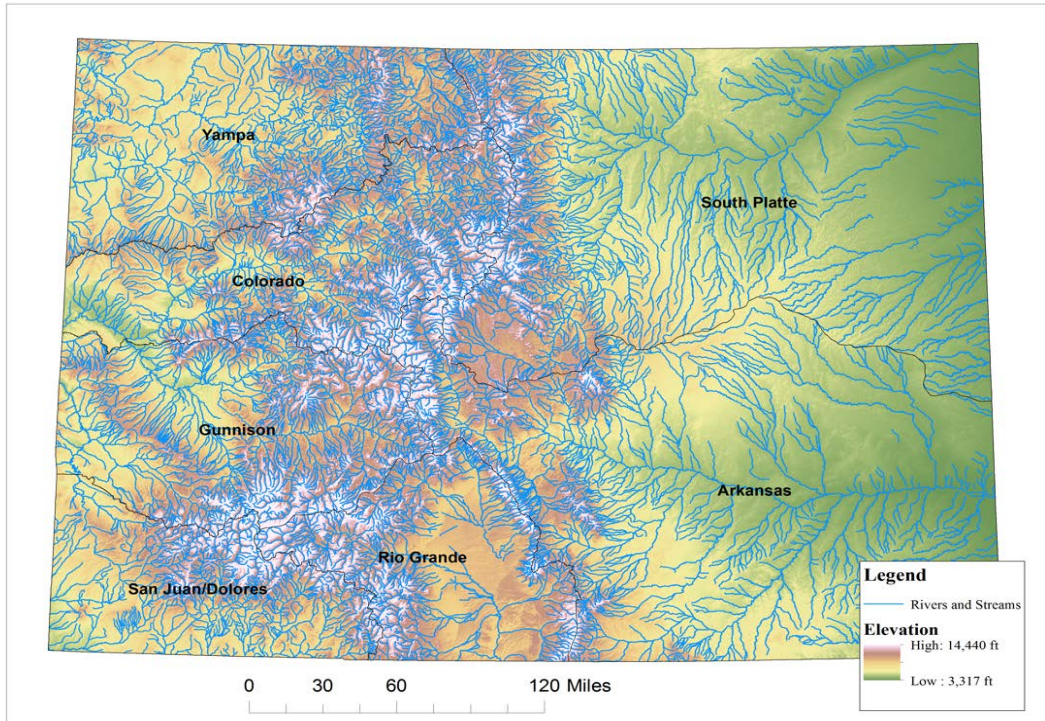 Yampa
South Platte
Colorado
Gunnison
Arkansas
Rio Grande
San Juan/Dolores
Legend
Rivers and Streams
Elevation
High: 14,440 ft
Low : 3,317 ft
0 30 60 120 Miles